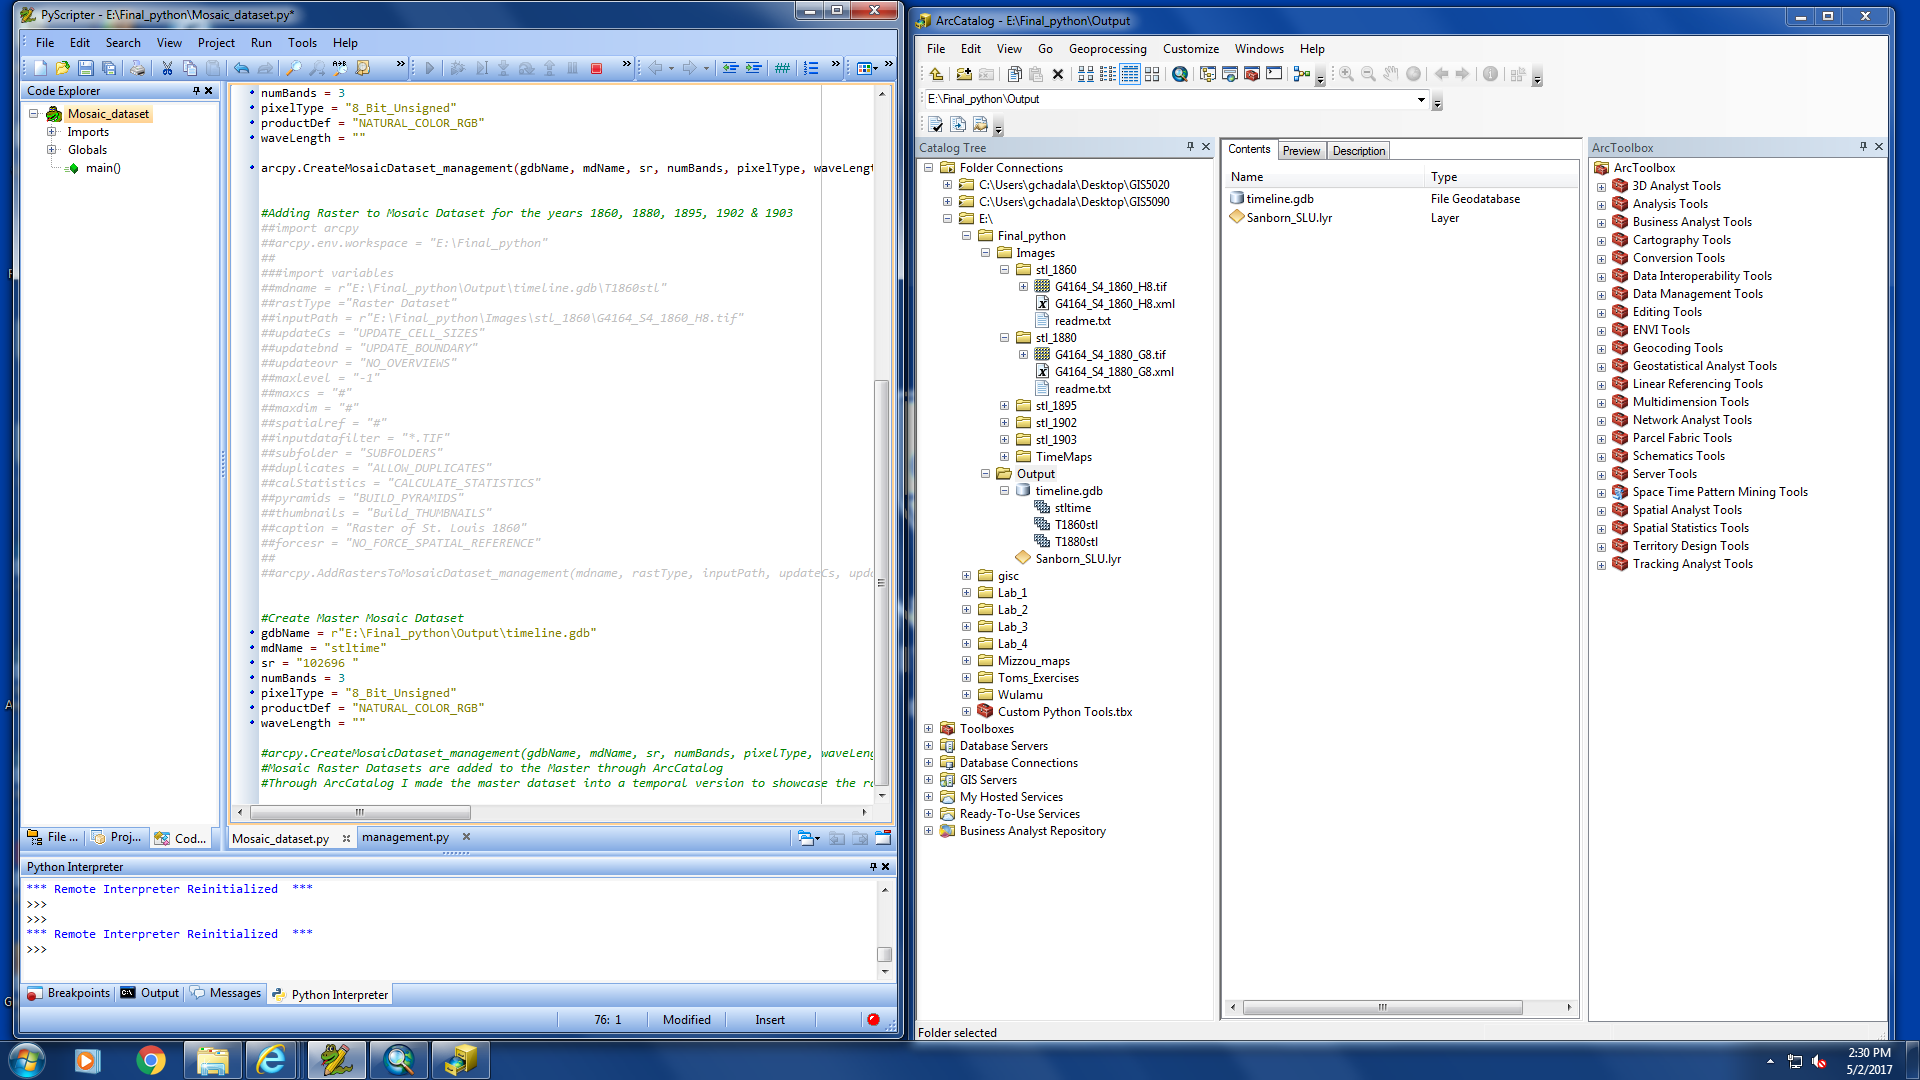 PyScripter - E:\Final_python\Mosaic_dataset.py*
File Edit Search View Project Run Tools Help
Code Explorer
Mosaic_dataset
Imports
Globals
main()
numBands = 3
pixelType = "8_Bit_Unsigned"
productDef = "NATURAL_COLOR_RGB"
waveLength = ""
arcpy.CreateMosaicDataset_management(gdbName, mdName, sr, numBands, pixelType, waveLengt
#Adding Raster to Mosaic Dataset for the years 1860, 1880, 1895, 1902 & 1903
##import arcpy
##arcpy.env.workspace = "E:\Final_python"
##
###import variables
##mdname = r"E:\Final_python\Output\timeline.gdb\T1860stl"
##rastType ="Raster Dataset"
##inputPath = r"E:\Final_python\Images\stl_1860\G4164_S4_1860_H8.tif"
##updateCs = "UPDATE_CELL_SIZES"
##updatebnd = "UPDATE_BOUNDARY"
##updateovr = "NO_OVERVIEWS"
##maxlevel = "-1"
##maxcs = "#"
##maxdim = "#"
##spatialref = "#"
##inputdatafilter = "*.TIF"
##subfolder = "SUBFOLDERS"
##duplicates = "ALLOW_DUPLICATES"
##calStatistics = "CALCULATE_STATISTICS"
##pyramids = "BUILD_PYRAMIDS"
##thumbnails = "Build_THUMBNAILS"
##caption = "Raster of St. Louis 1860"
##forcesr = "NO_FORCE_SPATIAL_REFERENCE"
##
##arcpy.AddRastersToMosaicDataset_management(mdname, rastType, inputPath, updateCs, upda
#Create Master Mosaic Dataset
gdbName = r"E:\Final_python\Output\timeline.gdb"
mdName = "stltime"
sr = "102696 "
numBands = 3
pixelType = "8_Bit_Unsigned"
productDef = "NATURAL_COLOR_RGB"
waveLength = ""
#arcpy.CreateMosaicDataset_management(gdbName, mdName, sr, numBands, pixelType, waveLeng
#Mosaic Raster Datasets are added to the Master through ArcCatalog
#Through ArcCatalog I made the master dataset into a temporal version to showcase the ra
File ... Proj... Cod...
Mosaic_dataset.py management.py
Python Interpreter
*** Remote Interpreter Reinitialized ***
>>>
>>>
*** Remote Interpreter Reinitialized ***
>>>
Breakpoints Output Messages Python Interpreter
76: 1 Modified Insert
ArcCatalog - E:\Final_python\Output
File Edit View Go Geoprocessing Customize Windows Help
E:\Final_python\Output
Catalog Tree
Folder Connections
C:\Users\gchadala\Desktop\GIS5020
C:\Users\gchadala\Desktop\GIS5090
E:\
Final_python
Images
stl_1860
G4164_S4_1860_H8.tif
G4164_S4_1860_H8.xml
readme.txt
stl_1880
G4164_S4_1880_G8.tif
G4164_S4_1880_G8.xml
readme.txt
stl_1895
stl_1902
stl_1903
TimeMaps
Output
timeline.gdb
stltime
T1860stl
T1880stl
Sanborn_SLU.lyr
gisc
Lab_1
Lab_2
Lab_3
Lab_4
Mizzou_maps
Toms_Exercises
Wulamu
Custom Python Tools.tbx
Toolboxes
Database Servers
Database Connections
GIS Servers
My Hosted Services
Ready-To-Use Services
Business Analyst Repository
Contents Preview Description
Name Type
timeline.gdb File Geodatabase
Sanborn_SLU.lyr Layer
ArcToolbox
ArcToolbox
3D Analyst Tools
Analysis Tools
Business Analyst Tools
Cartography Tools
Conversion Tools
Data Interoperability Tools
Data Management Tools
Editing Tools
ENVI Tools
Geocoding Tools
Geostatistical Analyst Tools
Linear Referencing Tools
Multidimension Tools
Network Analyst Tools
Parcel Fabric Tools
Schematics Tools
Server Tools
Space Time Pattern Mining Tools
Spatial Analyst Tools
Spatial Statistics Tools
Territory Design Tools
Tracking Analyst Tools
Folder selected
2:30 PM
5/2/2017